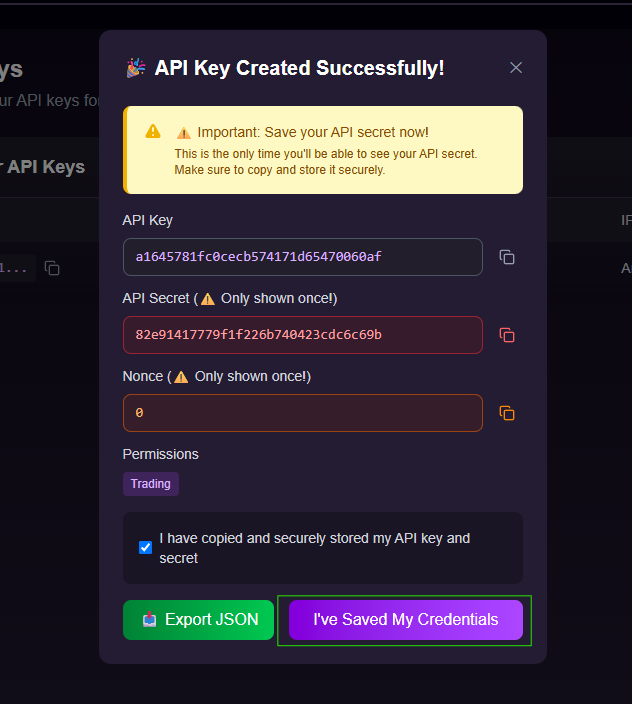 🎉 API Key Created Successfully!
ys
ur API keys for
⚠ Important: Save your API secret now!
This is the only time you'll be able to see your API secret.
Make sure to copy and store it securely.
r API Keys
API Key
IP
a1645781fc0cecb574171d65470060af
1...
API Secret (⚠ Only shown once!)
82e91417779f1f226b740423cdc6c69b
Nonce (⚠ Only shown once!)
0
Permissions
Trading
I have copied and securely stored my API key and
secret
Export JSON
I've Saved My Credentials